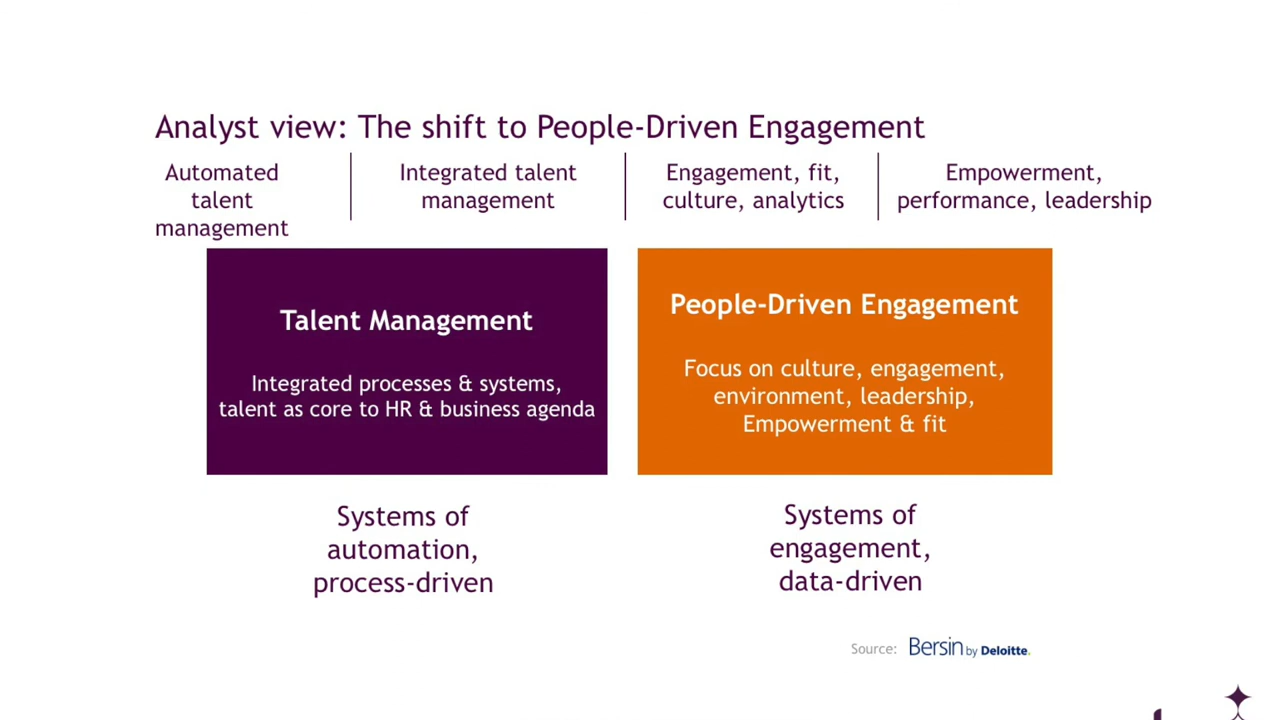 Analyst view: The shift to People-Driven Engagement
Automated
talent
management
Integrated talent
management
Engagement, fit,
culture, analytics
Empowerment,
performance, leadership
Talent Management
Integrated processes & systems,
talent as core to HR & business agenda
People-Driven Engagement
Focus on culture, engagement,
environment, leadership,
Empowerment & fit
Systems of
automation,
process-driven
Systems of
engagement,
data-driven
Source: Bersin by Deloitte.